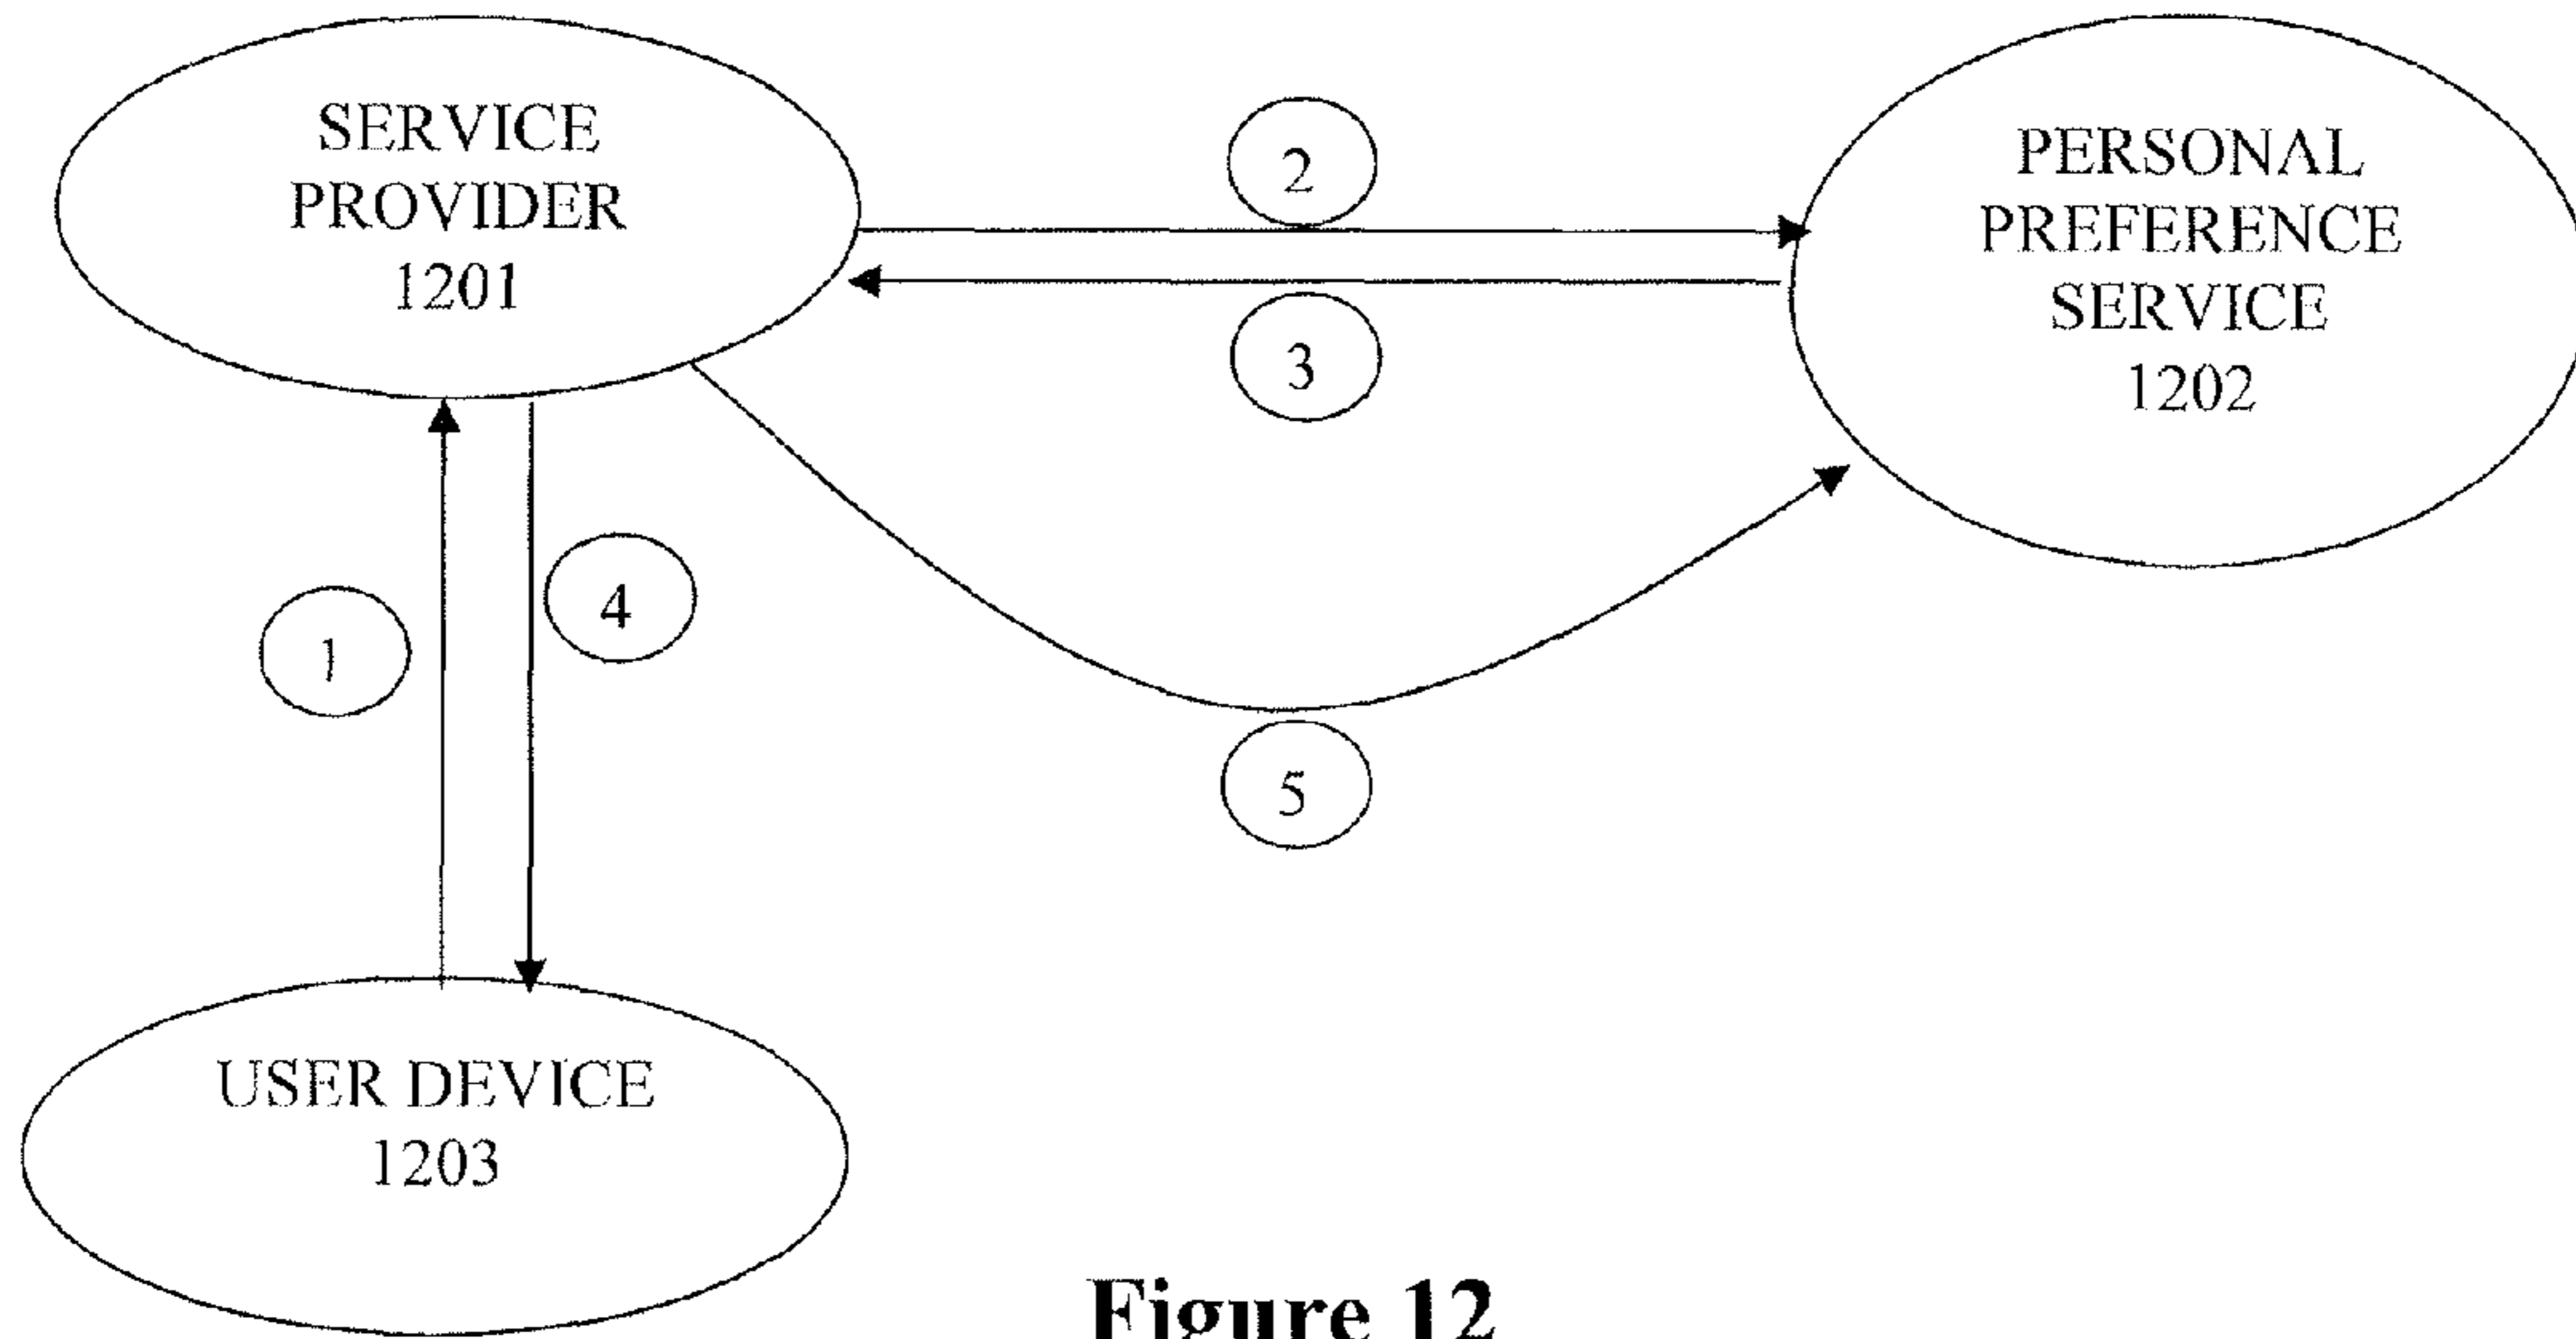 SERVICE
PROVIDER
1201
2
PERSONAL
PREFERENCE
SERVICE
1202
3
1
4
5
USER DEVICE
1203
Figure 12